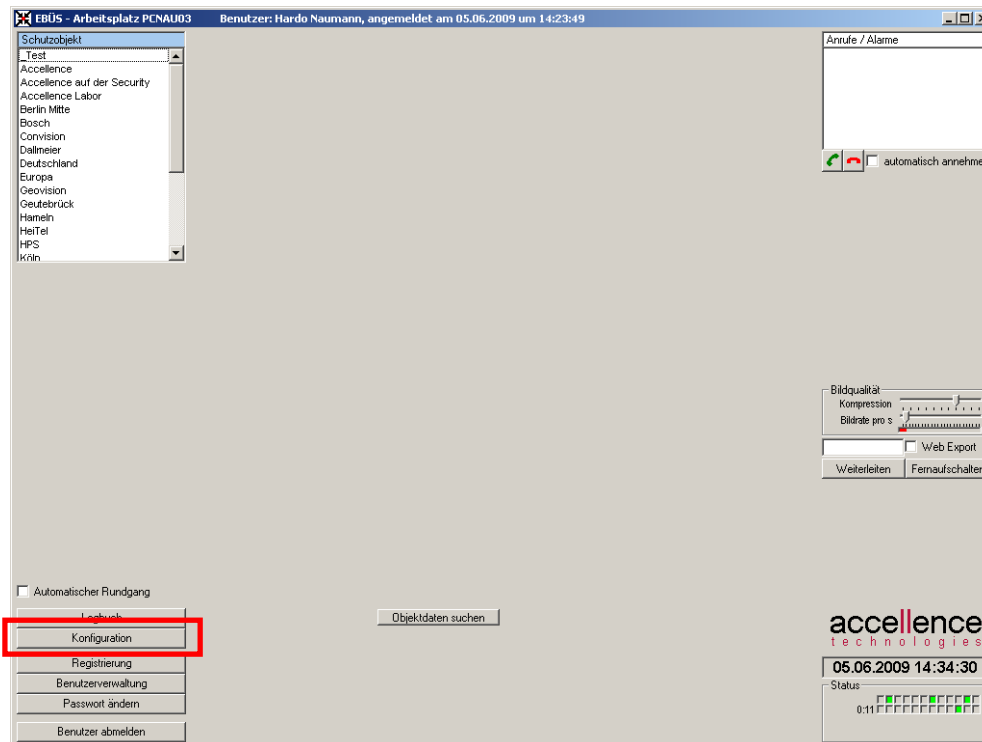 EBÜS - Arbeitsplatz PCNAU03 Benutzer: Hardo Naumann, angemeldet am 05.06.2009 um 14:23:49
Schutzobjekt
_Test
Accellence
Accellence auf der Security
Accellence Labor
Berlin Mitte
Bosch
Convision
Dallmeier
Deutschland
Europa
Geovision
Geutebrück
Hameln
HeiTel
HPS
Köln
Anrufe / Alarme
automatisch annehme
Bildqualität
Kompression
Bildrate pro s
Web Export
Weiterleiten
Fernaufschalten
Automatischer Rundgang
Logbuch
Konfiguration
Registrierung
Benutzerverwaltung
Passwort ändern
Benutzer abmelden
Objektdaten suchen
accellence
technologies
05.06.2009 14:34:30
Status
0:11